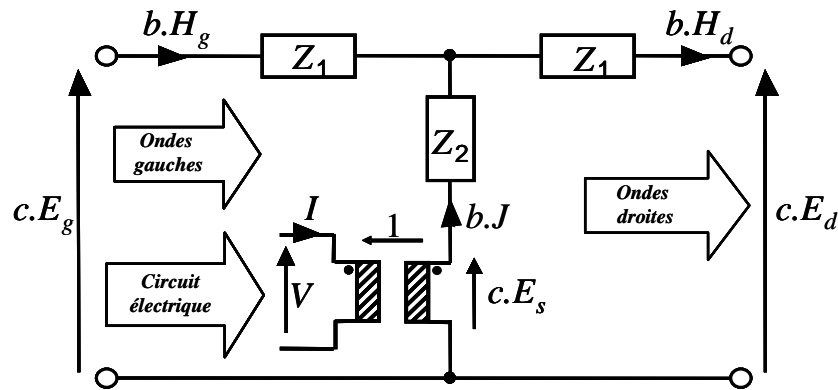 b.H_g
b.H_d
Z_1
Z_1
Z_2
Ondes
gauches
Ondes
droites
c.E_g
c.E_d
I
1
b.J
Circuit
électrique
V
c.E_s